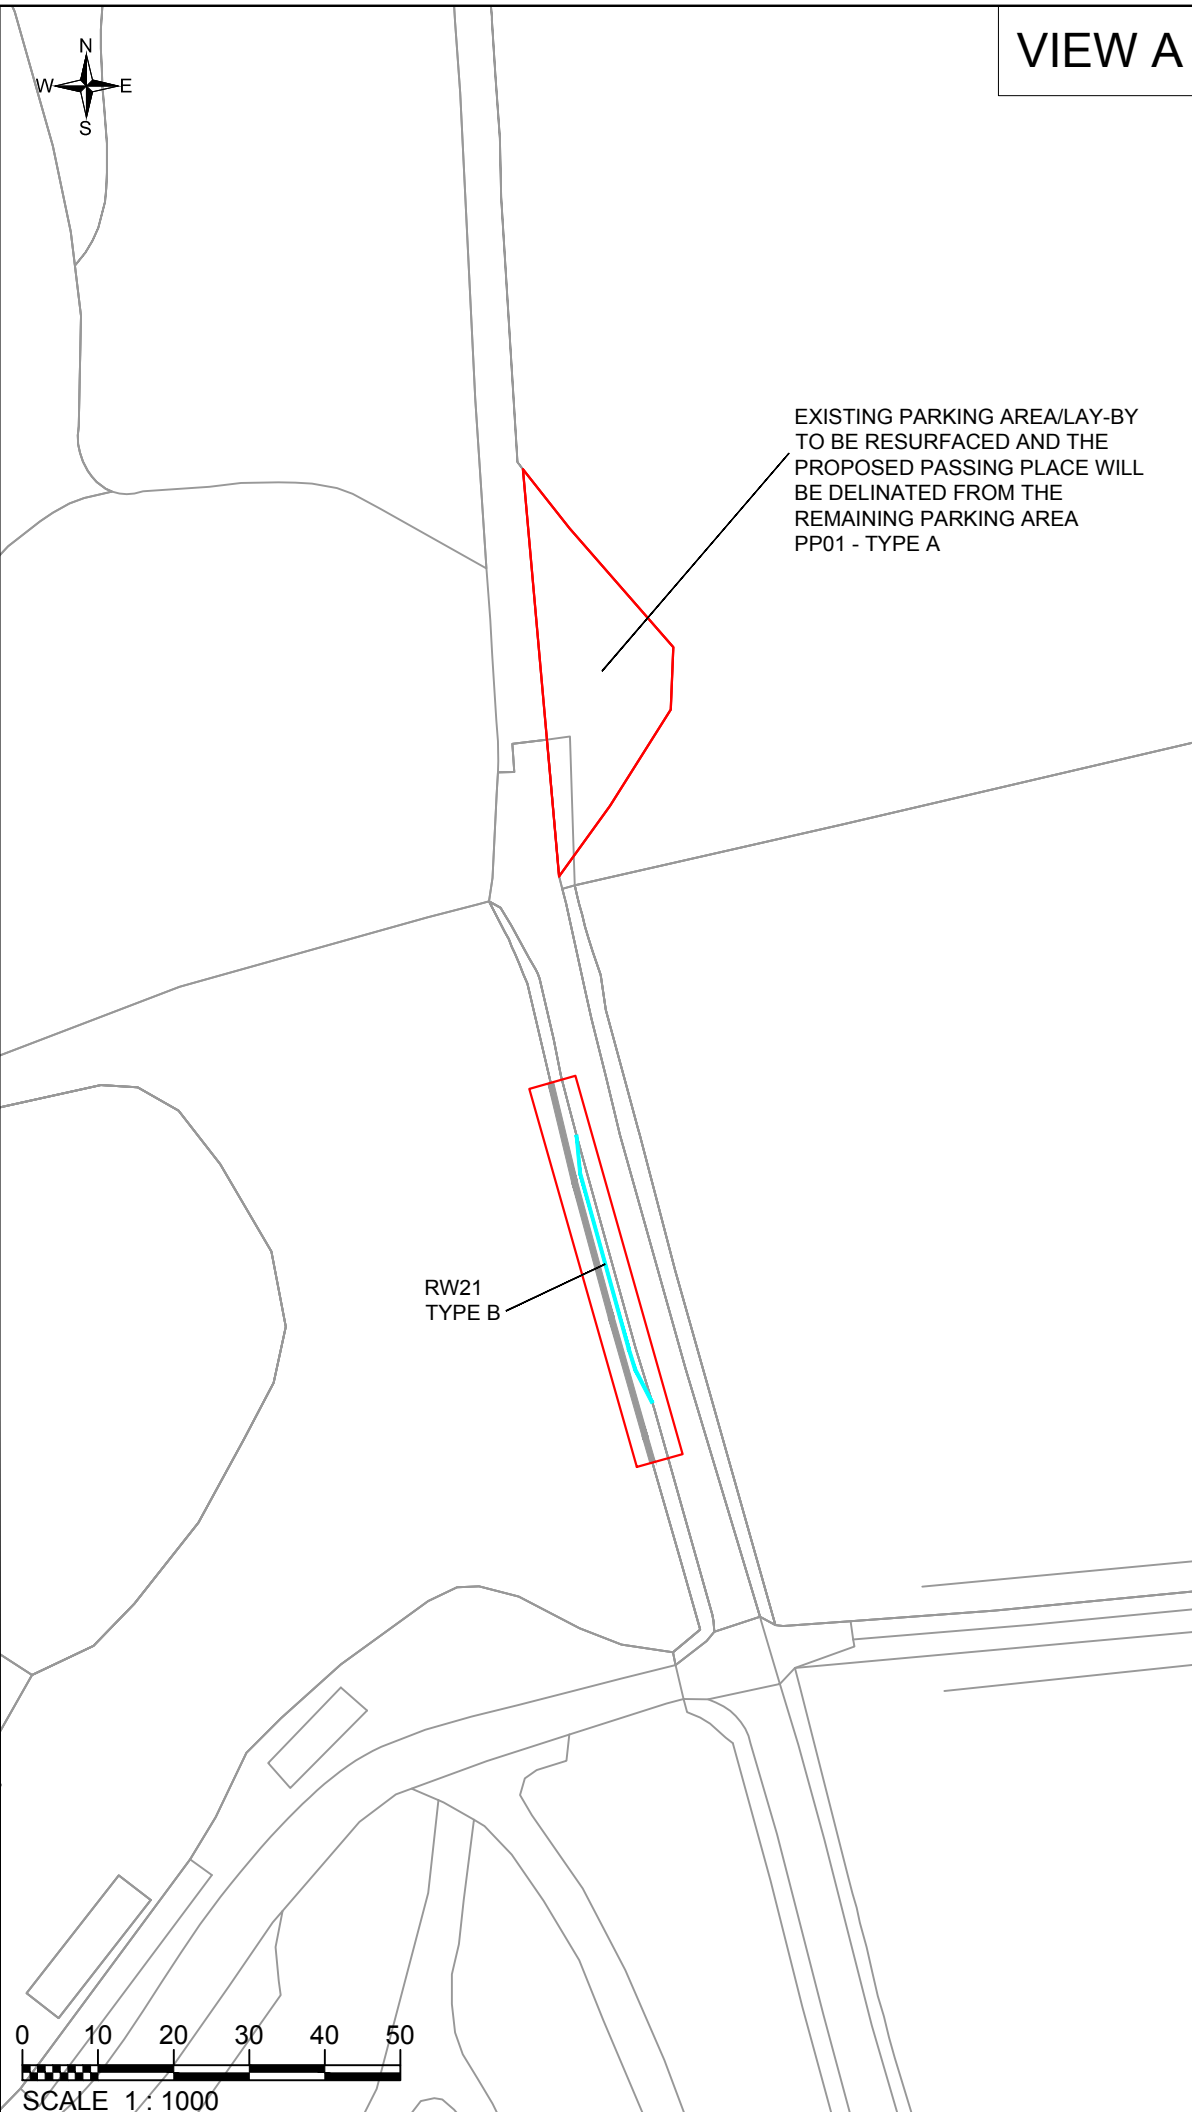 VIEW A
N
W E
S
EXISTING PARKING AREA/LAY-BY
TO BE RESURFACED AND THE
PROPOSED PASSING PLACE WILL
BE DELINATED FROM THE
REMAINING PARKING AREA
PP01 - TYPE A
RW21
TYPE B
0 10 20 30 40 50
SCALE 1 : 1000